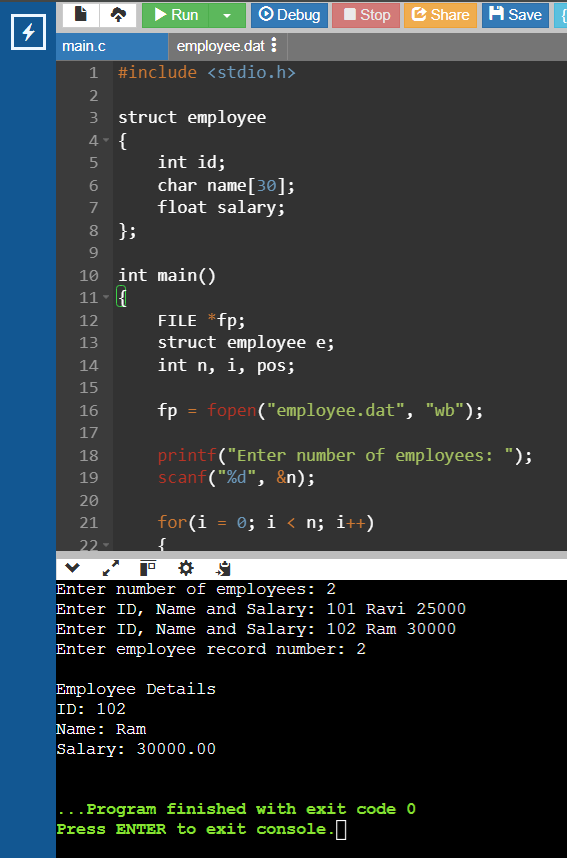 Run Debug Stop Share Save {
main.c employee.dat
1 #include <stdio.h>
2
3 struct employee
4 {
5 int id;
6 char name[30];
7 float salary;
8 };
9
10 int main()
11 {
12 FILE *fp;
13 struct employee e;
14 int n, i, pos;
15
16 fp = fopen("employee.dat", "wb");
17
18 printf("Enter number of employees: ");
19 scanf("%d", &n);
20
21 for(i = 0; i < n; i++)
22 {
Enter number of employees: 2
Enter ID, Name and Salary: 101 Ravi 25000
Enter ID, Name and Salary: 102 Ram 30000
Enter employee record number: 2
Employee Details
ID: 102
Name: Ram
Salary: 30000.00
...Program finished with exit code 0
Press ENTER to exit console.